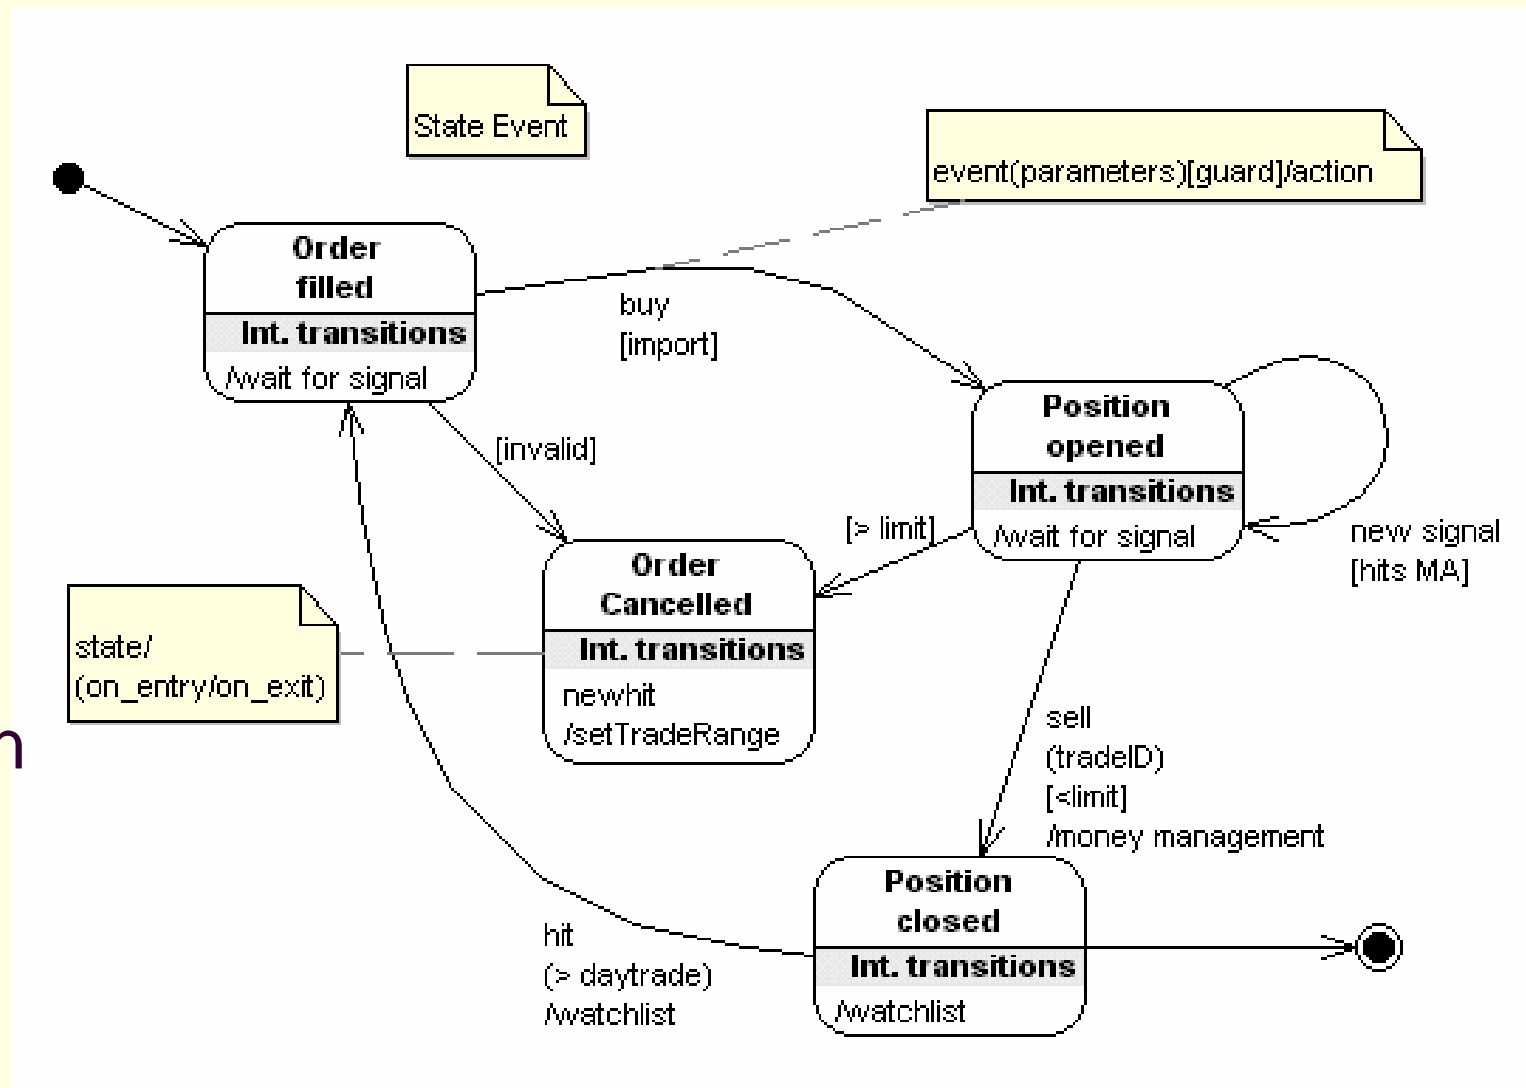 State Event
event(parameters)[guard]/action
Order
filled
Int. transitions
/wait for signal
buy
[import]
[invalid]
Position
opened
Int. transitions
/wait for signal
new signal
[hits MA]
[> limit]
Order
Cancelled
Int. transitions
newhit
/setTradeRange
state/
(on_entry/on_exit)
n
sell
(tradeID)
[<limit]
/money management
Position
closed
Int. transitions
/watchlist
hit
(> daytrade)
/watchlist